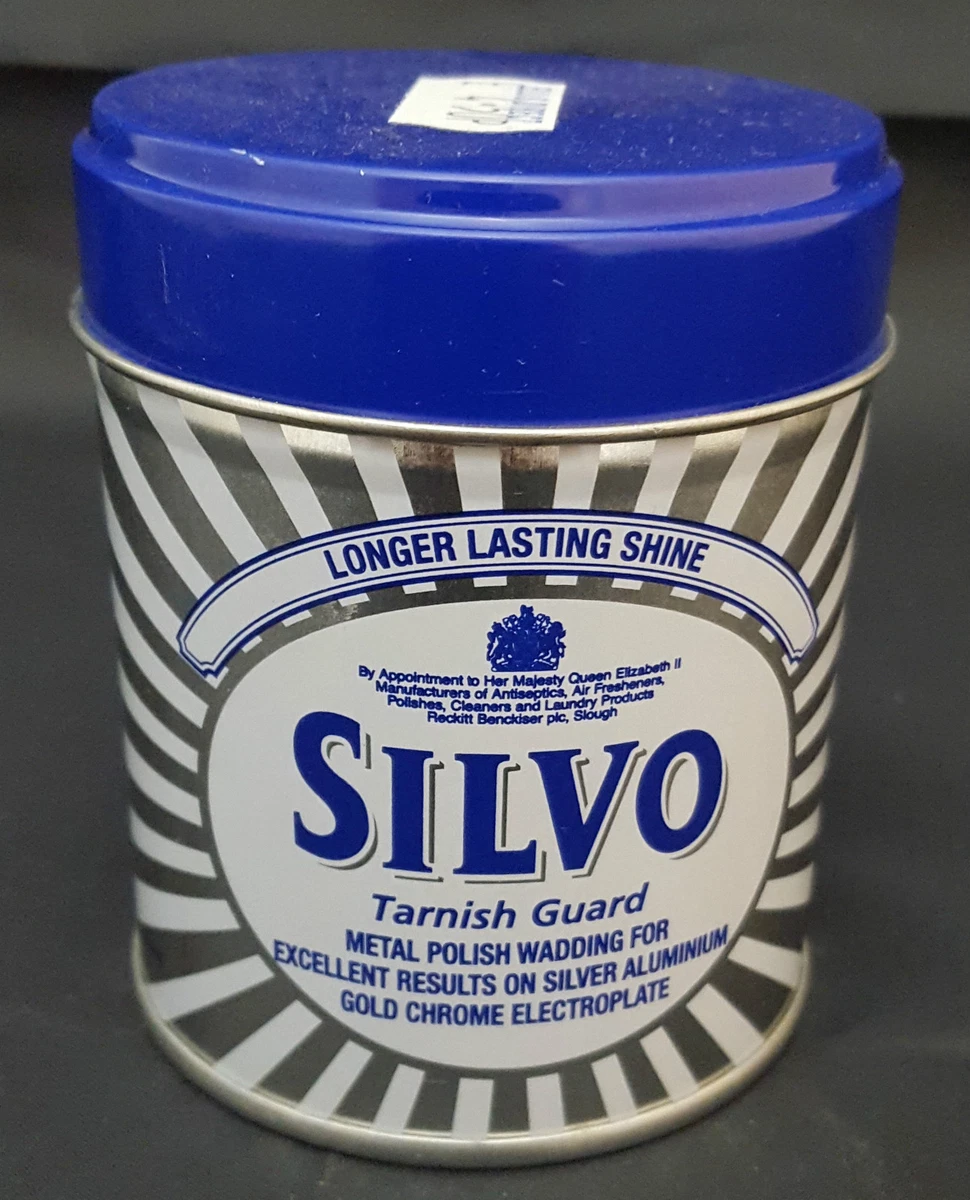 LONGER LASTING SHINE
By Appointment to Her Majesty Queen Elizabeth II
Manufacturers of Antiseptics, Air Fresheners,
Polishes, Cleaners and Laundry Products
Reckitt Benckiser plc, Slough
SILVO
Tarnish Guard
METAL POLISH WADDING FOR
EXCELLENT RESULTS ON SILVER ALUMINIUM
GOLD CHROME ELECTROPLATE